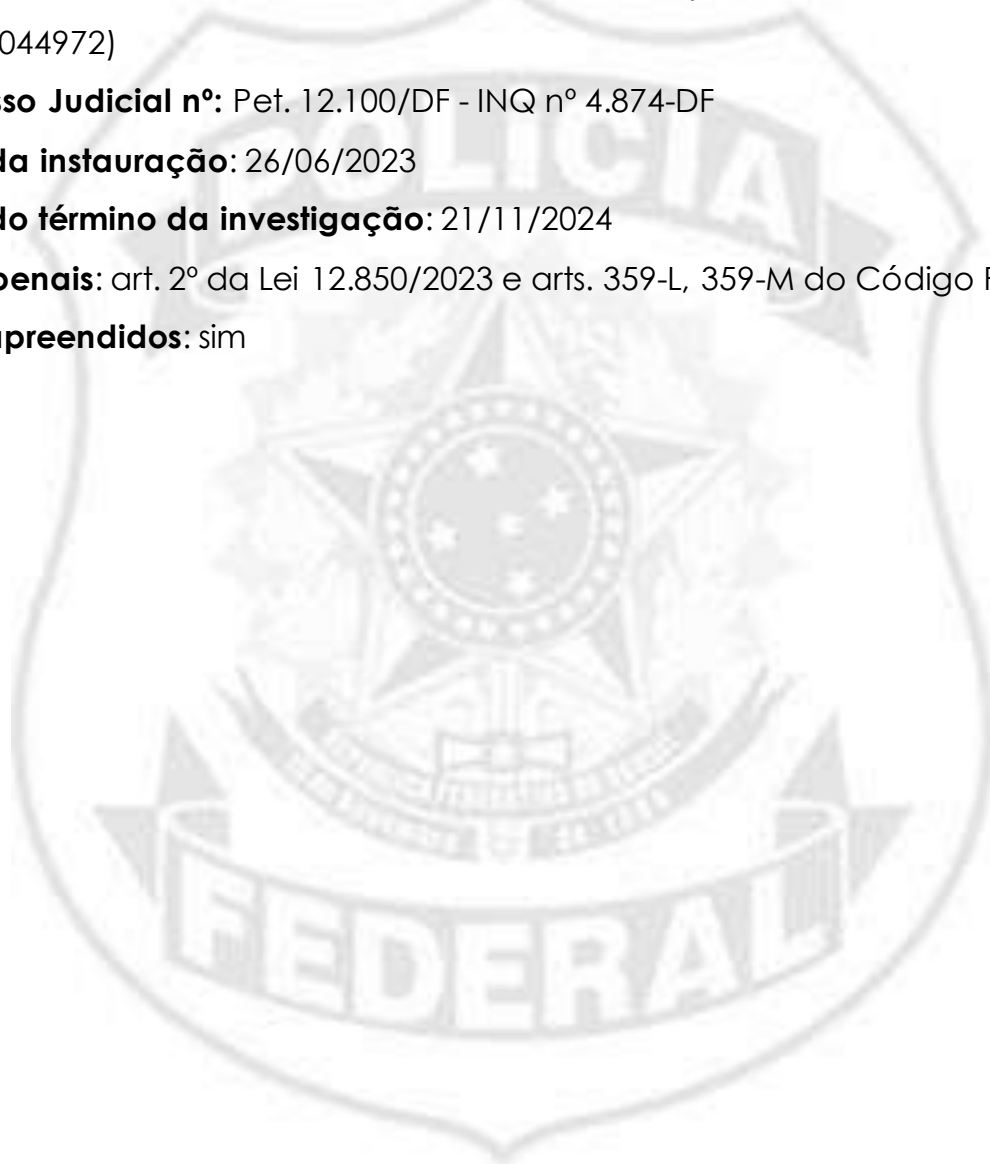 044972)
sso Judicial nº: Pet. 12.100/DF - INQ nº 4.874-DF
da instauração: 26/06/2023
do término da investigação: 21/11/2024
penais: art. 2º da Lei 12.850/2023 e arts. 359-L, 359-M do Código
apreendidos: sim
POLÍCIA
FEDERAL